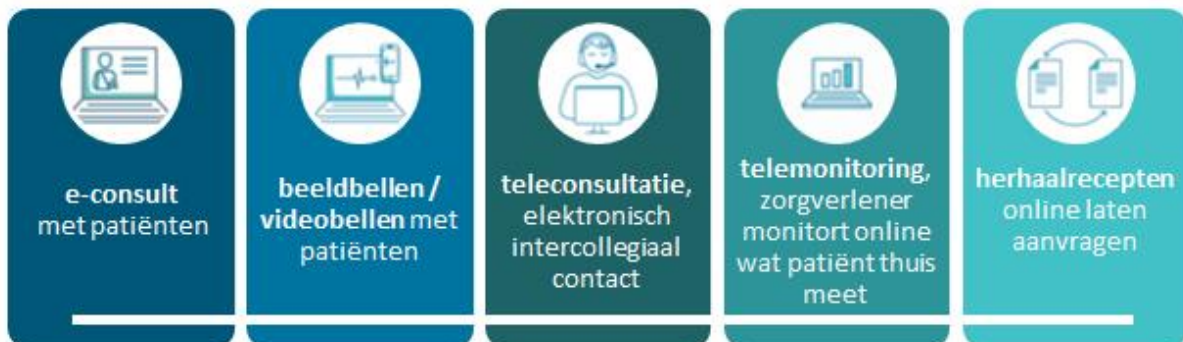 e-consult
met patiënten
beeldbellen /
videobellen met
patiënten
teleconsultatie,
elektronisch
intercollegiaal
contact
telemonitoring,
zorgverlener
monitort online
wat patiënt thuis
meet
herhaalrecepten
online laten
aanvragen